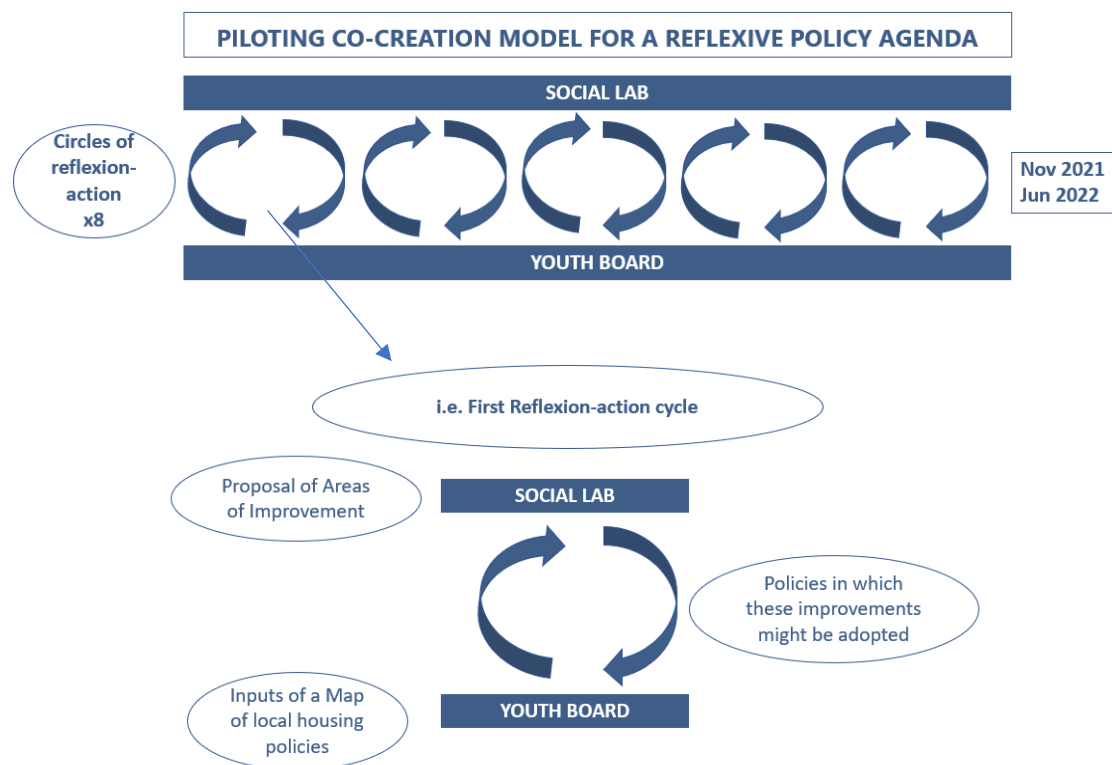 PILOTING CO-CREATION MODEL FOR A REFLEXIVE POLICY AGENDA
SOCIAL LAB
Circles of
reflexion-
action
x8
Nov 2021
Jun 2022
YOUTH BOARD
i.e. First Reflexion-action cycle
Proposal of Areas
of Improvement
SOCIAL LAB
Policies in which
these improvements
might be adopted
Inputs of a Map
of local housing
policies
YOUTH BOARD